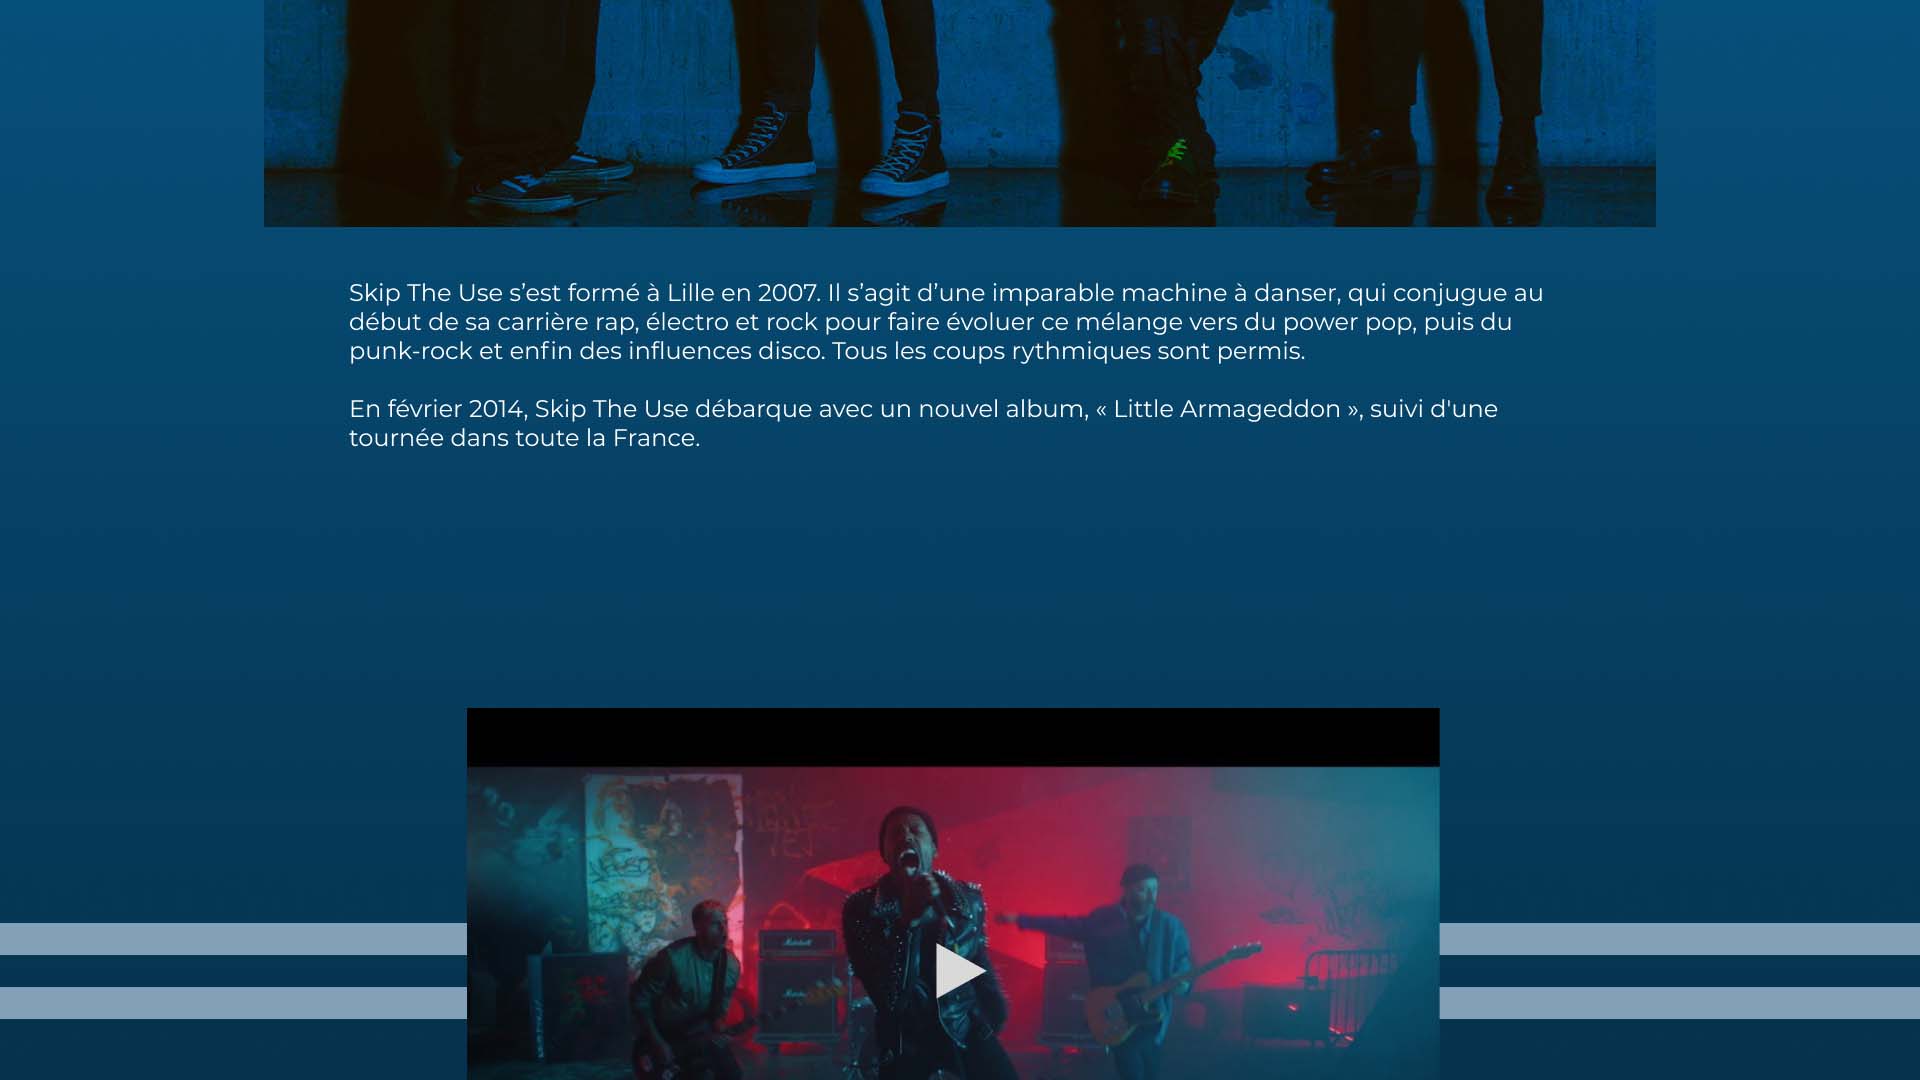 Skip The Use s’est formé à Lille en 2007. Il s’agit d’une imparable machine à danser, qui conjugue au
début de sa carrière rap, électro et rock pour faire évoluer ce mélange vers du power pop, puis du
punk-rock et enfin des influences disco. Tous les coups rythmiques sont permis.
En février 2014, Skip The Use débarque avec un nouvel album, « Little Armageddon », suivi d'une
tournée dans toute la France.
Marshall